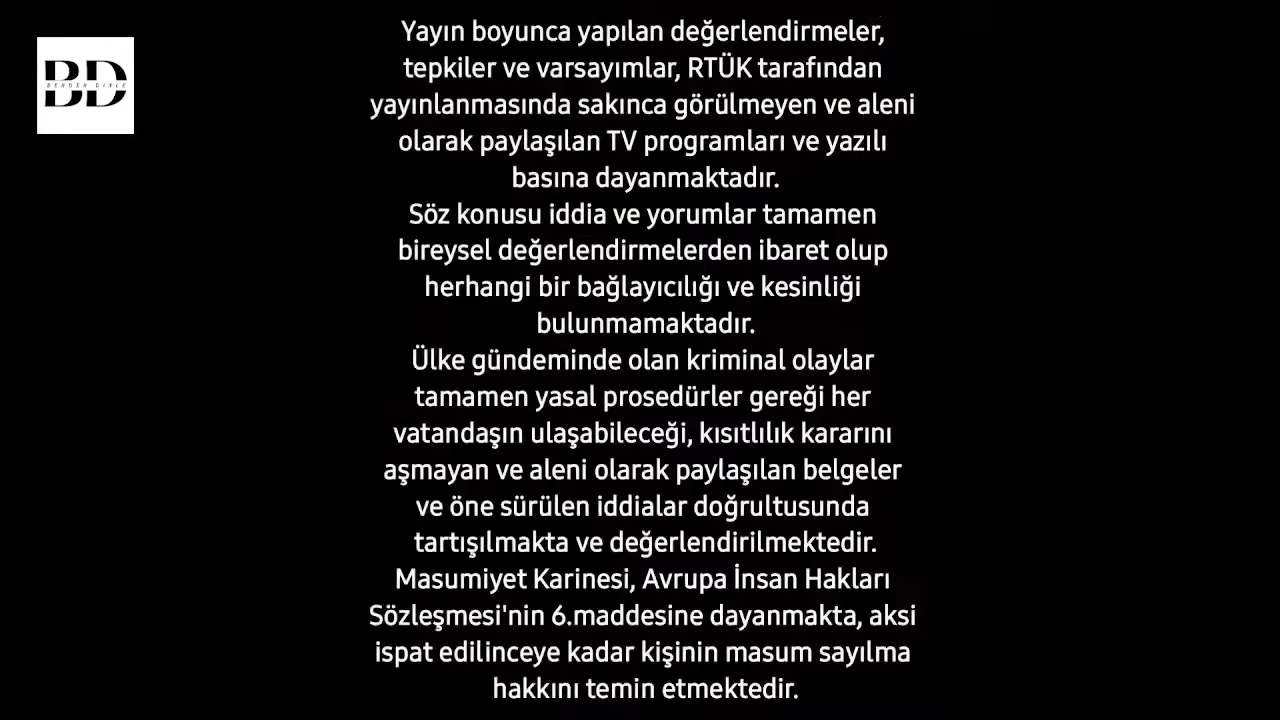 BD
BENDEN DİNLE
Yayın boyunca yapılan değerlendirmeler,
tepkiler ve varsayımlar, RTÜK tarafından
yayınlanmasında sakınca görülmeyen ve aleni
olarak paylaşılan TV programları ve yazılı
basına dayanmaktadır.
Söz konusu iddia ve yorumlar tamamen
bireysel değerlendirmelerden ibaret olup
herhangi bir bağlayıcılığı ve kesinliği
bulunmamaktadır.
Ülke gündeminde olan kriminal olaylar
tamamen yasal prosedürler gereği her
vatandaşın ulaşabileceği, kısıtlılık kararını
aşmayan ve aleni olarak paylaşılan belgeler
ve öne sürülen iddialar doğrultusunda
tartışılmakta ve değerlendirilmektedir.
Masumiyet Karinesi, Avrupa İnsan Hakları
Sözleşmesi'nin 6.maddesine dayanmakta, aksi
ispat edilinceye kadar kişinin masum sayılma
hakkını temin etmektedir.